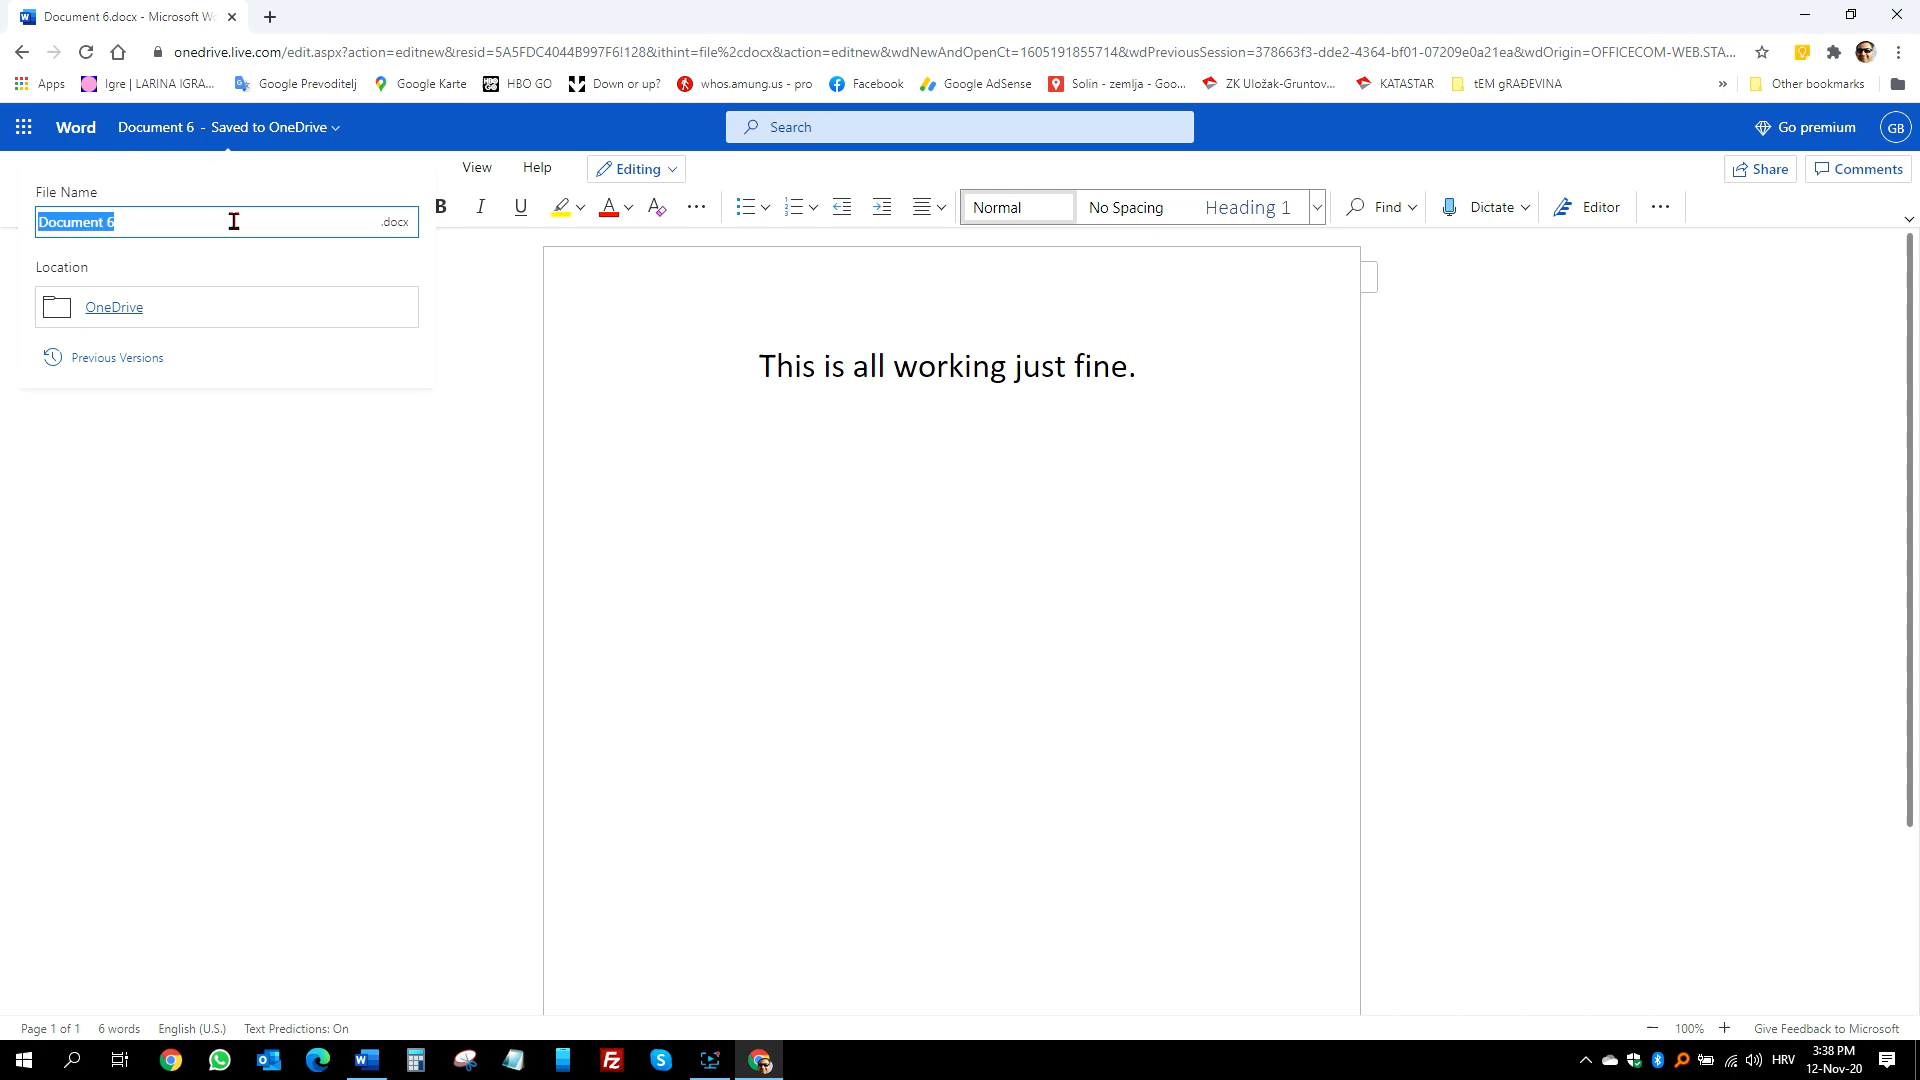 Document 6.docx - Microsoft Wo
onedrive.live.com/edit.aspx?action=editnew&resid=5A5FDC4044B997F6!128&ithint=file%2cdocx&action=editnew&wdNewAndOpenCt=1605191855714&wdPreviousSession=378663f3-dde2-4364-bf01-07209e0a21ea&wdOrigin=OFFICECOM-WEB.STA...
Apps Igre | LARINA IGRA... Google Prevoditelj Google Karte HBO GO Down or up? whos.amung.us - pro Facebook Google AdSense Solin - zemlja - Goo... ZK Uložak-Gruntov... KATASTAR tEM gRAĐEVINA » Other bookmarks
Word Document 6 - Saved to OneDrive Search Go premium GB
View Help Editing Share Comments
File Name
Document 6 .docx
B I U A A Normal No Spacing Heading 1 Find Dictate Editor
Location
OneDrive
Previous Versions
This is all working just fine.
Page 1 of 1 6 words English (U.S.) Text Predictions: On 100% Give Feedback to Microsoft
HRV 3:38 PM
12-Nov-20